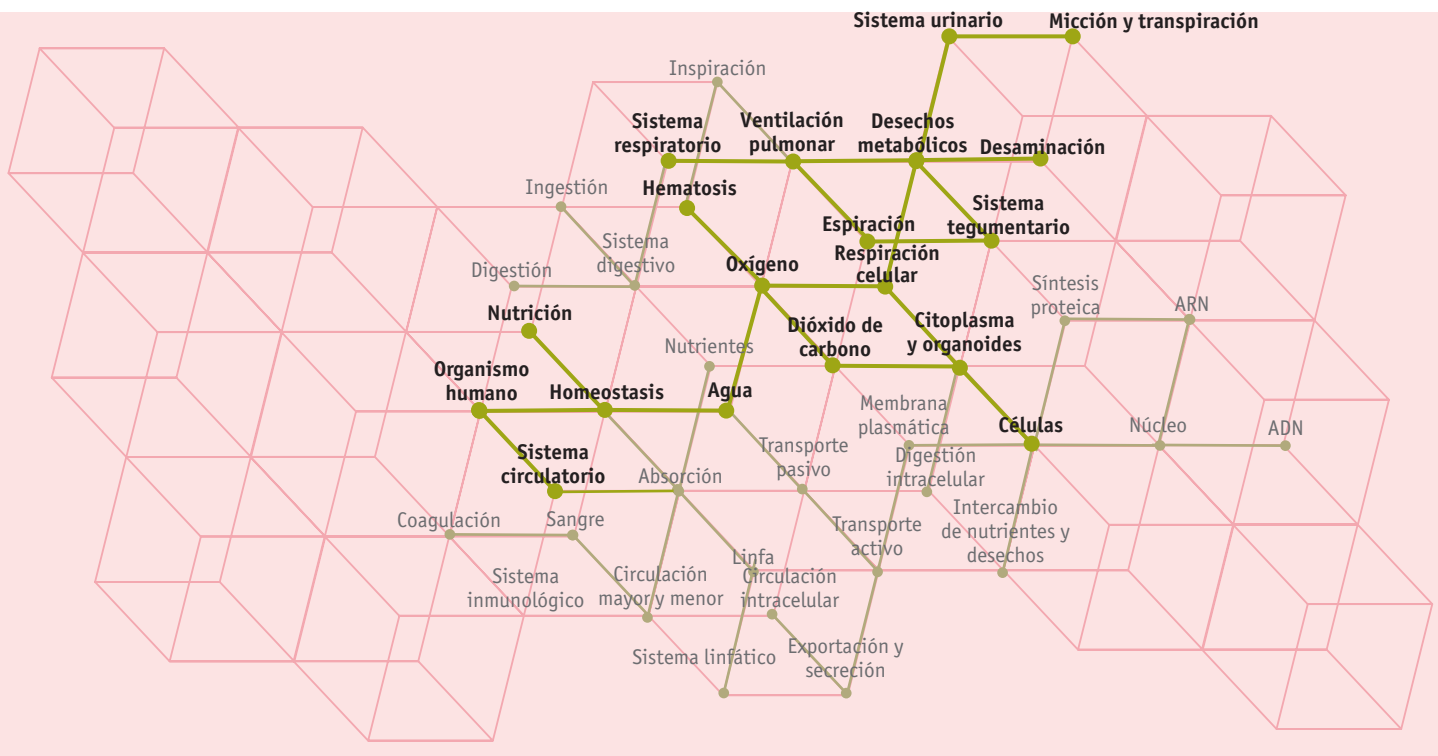 Sistema urinario
Micción y transpiración
Inspiración
Sistema
respiratorio
Ventilación
pulmonar
Desechos
metabólicos
Desaminación
Ingestión
Hematosis
Sistema
tegumentario
Espiración
Sistema
digestivo
Digestión
Oxígeno
Respiración
celular
Síntesis
proteica
ARN
Nutrición
Dióxido de
carbono
Citoplasma
y organoides
Nutrientes
Organismo
humano
Homeostasis
Agua
Membrana
plasmática
Células
Núcleo
ADN
Sistema
circulatorio
Absorción
Transporte
pasivo
Digestión
intracelular
Coagulación
Sangre
Transporte
activo
Intercambio
de nutrientes y
desechos
Sistema
inmunológico
Circulación
mayor y menor
Linfa
Circulación
intracelular
Sistema linfático
Exportación y
secreción